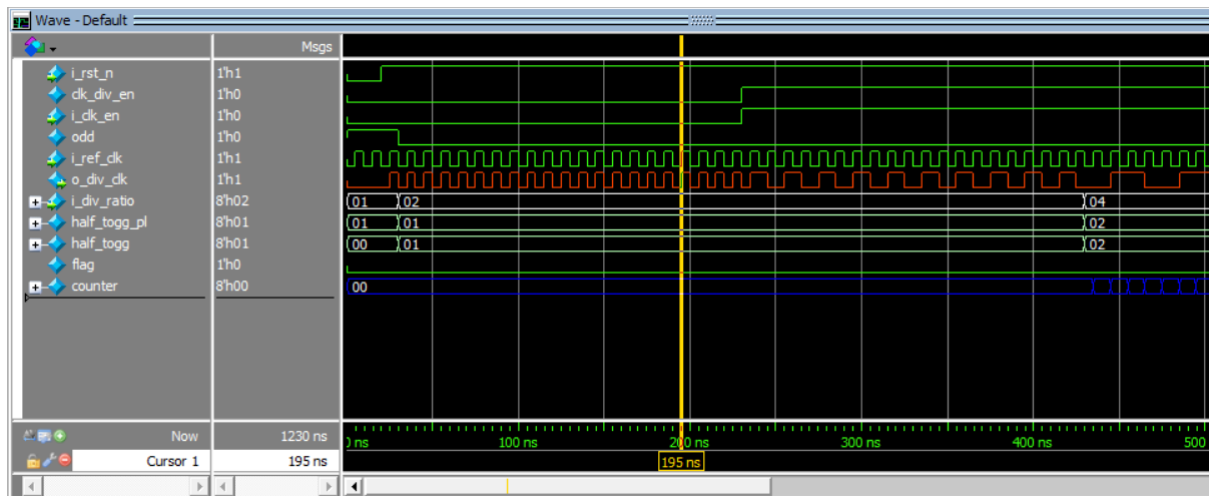 Wave - Default
Msgs
i_rst_n 1'h1
clk_div_en 1'h0
i_clk_en 1'h0
odd 1'h0
i_ref_clk 1'h1
o_div_clk 1'h1
i_div_ratio 8'h02 01 02 04
half_togg_pl 8'h01 01 01 02
half_togg 8'h01 00 01 02
flag 1'h0
counter 8'h00 00
Now 1230 ns ns 100 ns 200 ns 300 ns 400 ns 500
Cursor 1 195 ns 195 ns